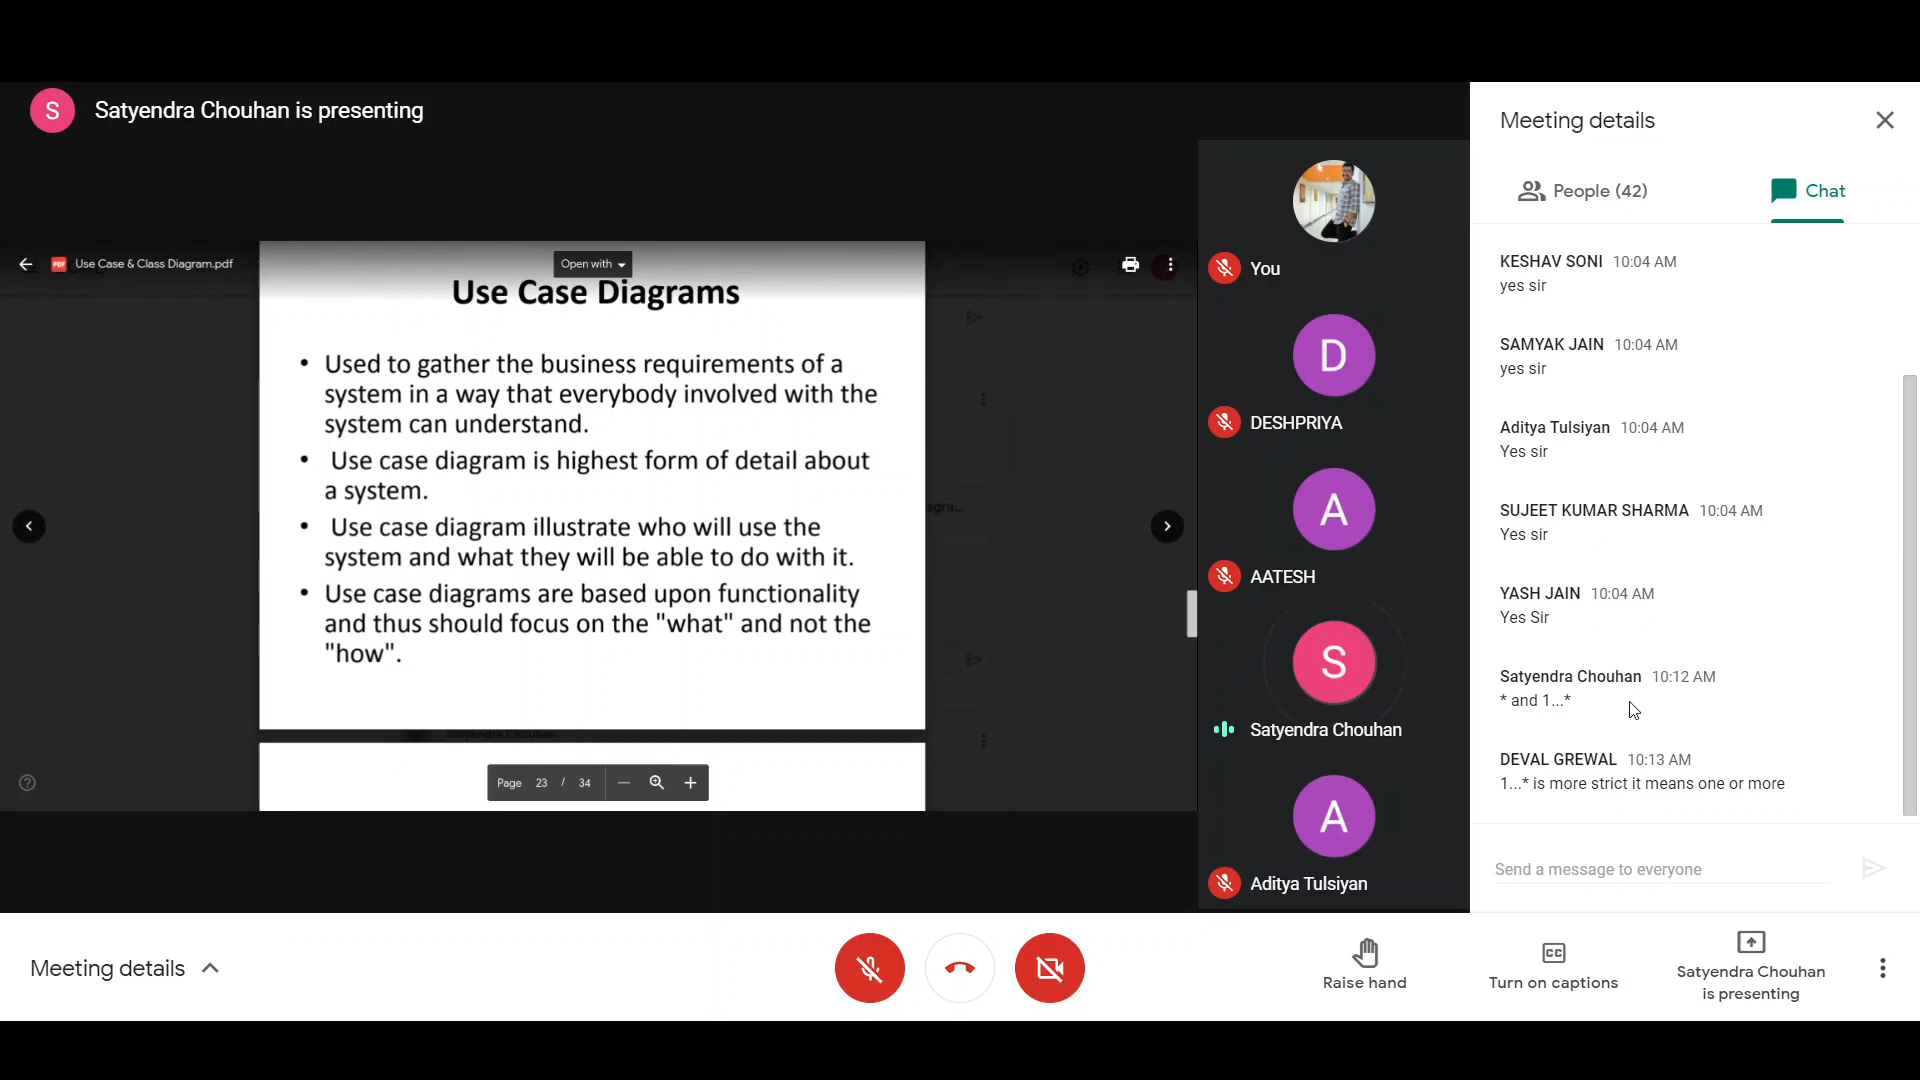 S
Satyendra Chouhan is presenting
PDF
Use Case & Class Diagram.pdf
Open with
Use Case Diagrams
• Used to gather the business requirements of a
system in a way that everybody involved with the
system can understand.
• Use case diagram is highest form of detail about
a system.
• Use case diagram illustrate who will use the
system and what they will be able to do with it.
• Use case diagrams are based upon functionality
and thus should focus on the "what" and not the
"how".
agra...
Satyendra Chouhan
Page 23 / 34
You
D
DESHPRIYA
A
AATESH
S
Satyendra Chouhan
A
Aditya Tulsiyan
Meeting details
People (42)
Chat
KESHAV SONI 10:04 AM
yes sir
SAMYAK JAIN 10:04 AM
yes sir
Aditya Tulsiyan 10:04 AM
Yes sir
SUJEET KUMAR SHARMA 10:04 AM
Yes sir
YASH JAIN 10:04 AM
Yes Sir
Satyendra Chouhan 10:12 AM
* and 1...*
DEVAL GREWAL 10:13 AM
1...* is more strict it means one or more
Send a message to everyone
Meeting details
Raise hand
CC
Turn on captions
Satyendra Chouhan
is presenting